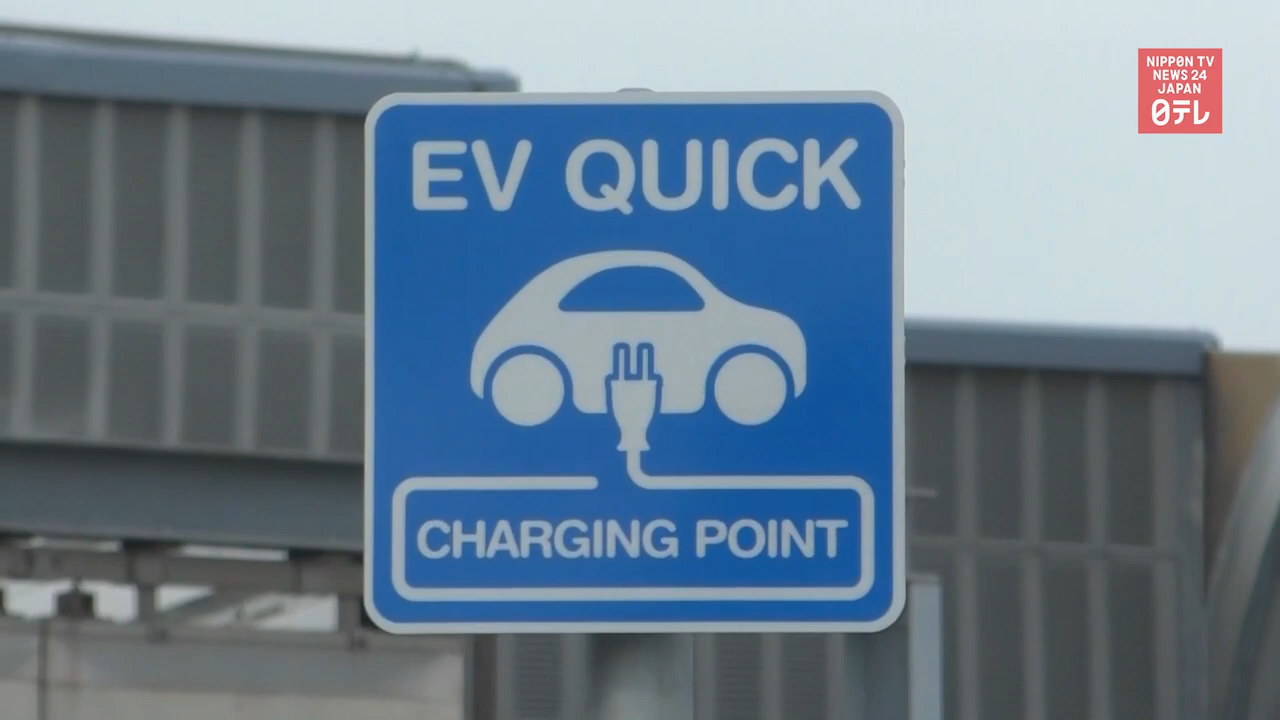 NIPPON TV
NEWS 24
JAPAN
日テレ
EV QUICK
CHARGING POINT